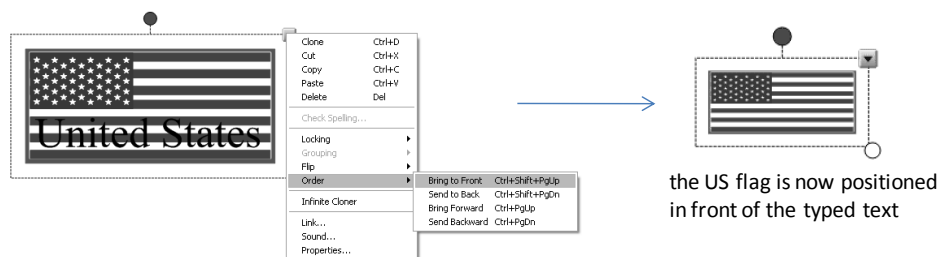 United States
Clone Ctrl+D
Cut Ctrl+X
Copy Ctrl+C
Paste Ctrl+V
Delete Del
Check Spelling...
Locking
Grouping
Flip
Order
Infinite Cloner
Link...
Sound...
Properties...
Bring to Front Ctrl+Shift+PgUp
Send to Back Ctrl+Shift+PgDn
Bring Forward Ctrl+PgUp
Send Backward Ctrl+PgDn
the US flag is now positioned
in front of the typed text